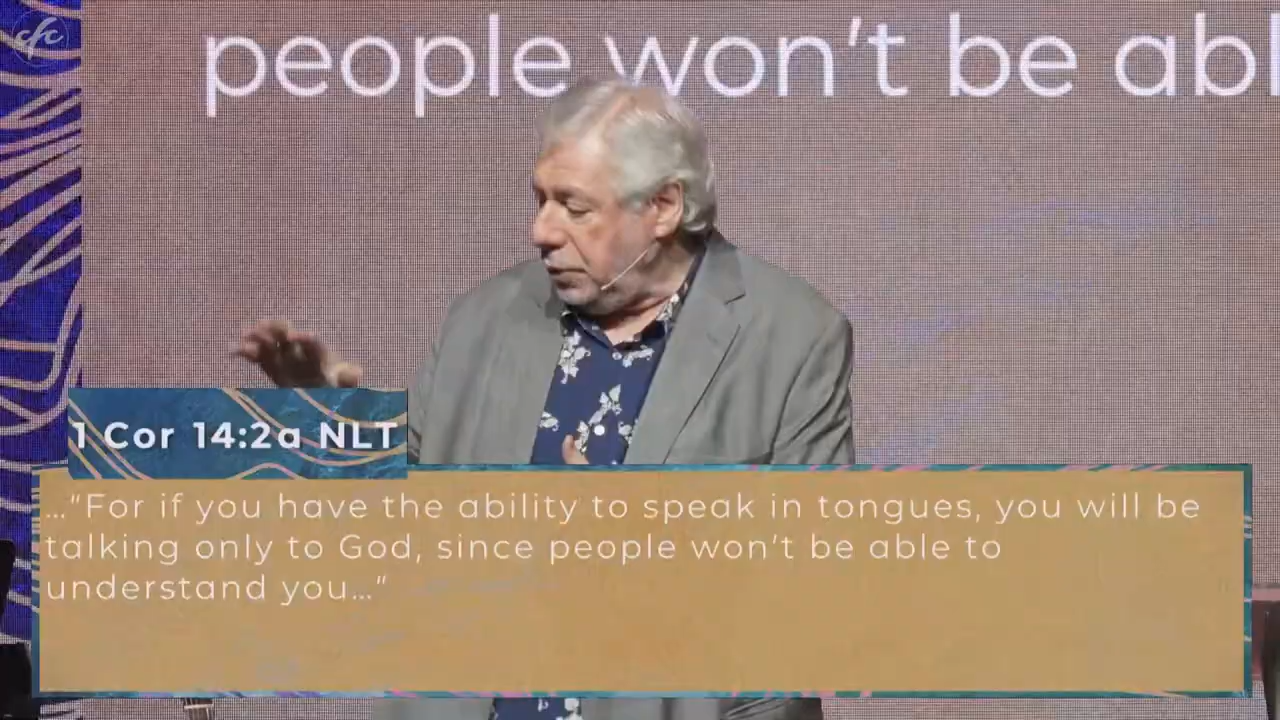 cfc
people won't be abl
1 Cor 14:2a NLT
..."For if you have the ability to speak in tongues, you will be
talking only to God, since people won't be able to
understand you..."